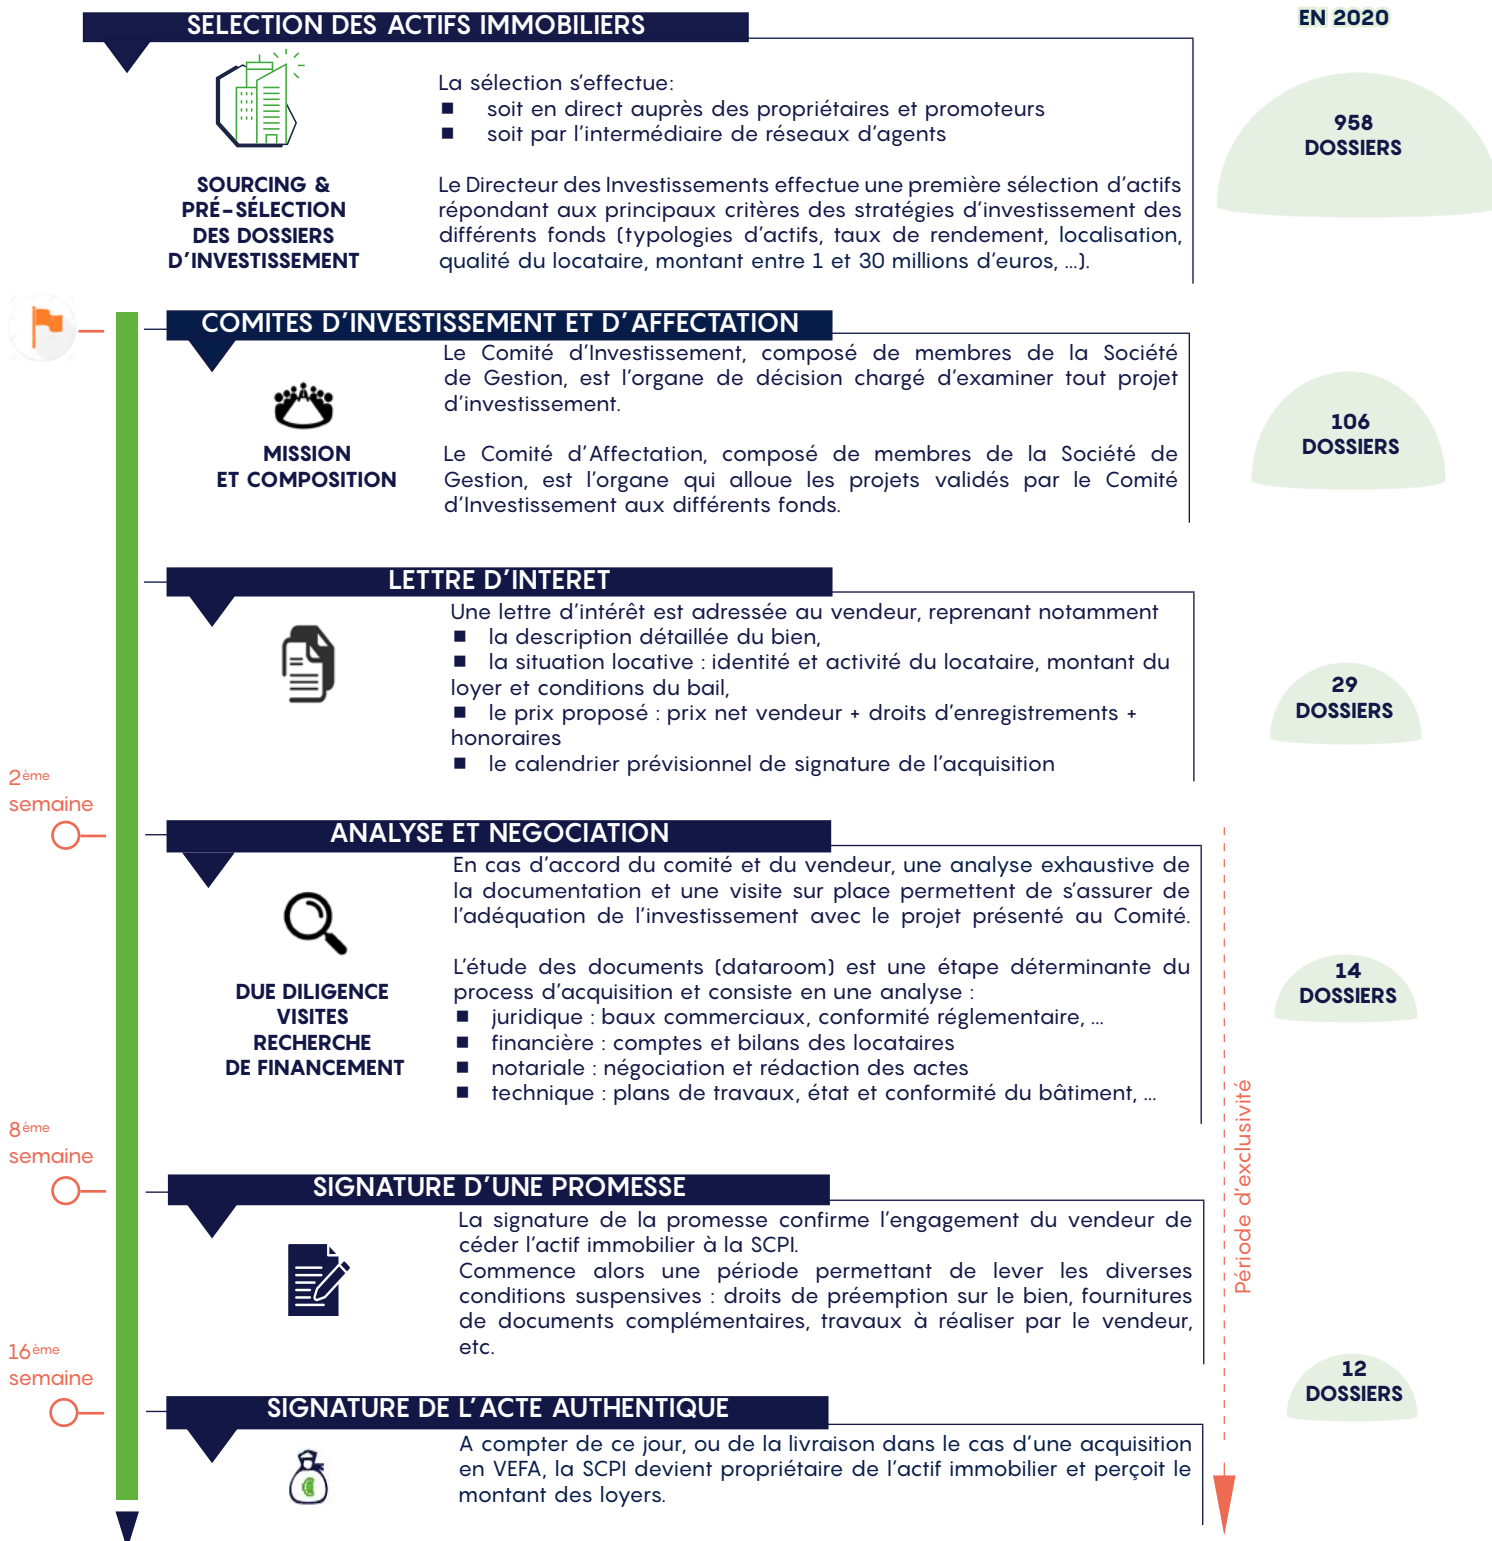 SELECTION DES ACTIFS IMMOBILIERS
EN 2020
La sélection s'effectue:
■ soit en direct auprès des propriétaires et promoteurs
■ soit par l'intermédiaire de réseaux d'agents
958
DOSSIERS
SOURCING &
PRÉ-SÉLECTION
DES DOSSIERS
D'INVESTISSEMENT
Le Directeur des Investissements effectue une première sélection d'actifs
répondant aux principaux critères des stratégies d'investissement des
différents fonds (typologies d'actifs, taux de rendement, localisation,
qualité du locataire, montant entre 1 et 30 millions d'euros, ...).
COMITES D'INVESTISSEMENT ET D'AFFECTATION
Le Comité d'Investissement, composé de membres de la Société
de Gestion, est l'organe de décision chargé d'examiner tout projet
d'investissement.
MISSION
ET COMPOSITION
Le Comité d'Affectation, composé de membres de la Société de
Gestion, est l'organe qui alloue les projets validés par le Comité
d'Investissement aux différents fonds.
106
DOSSIERS
LETTRE D'INTERET
Une lettre d'intérêt est adressée au vendeur, reprenant notamment
■ la description détaillée du bien,
■ la situation locative : identité et activité du locataire, montant du
loyer et conditions du bail,
■ le prix proposé : prix net vendeur + droits d'enregistrements +
honoraires
■ le calendrier prévisionnel de signature de l'acquisition
29
DOSSIERS
2ème
semaine
ANALYSE ET NEGOCIATION
En cas d'accord du comité et du vendeur, une analyse exhaustive de
la documentation et une visite sur place permettent de s'assurer de
l'adéquation de l'investissement avec le projet présenté au Comité.
DUE DILIGENCE
VISITES
RECHERCHE
DE FINANCEMENT
L'étude des documents (dataroom) est une étape déterminante du
process d'acquisition et consiste en une analyse :
■ juridique : baux commerciaux, conformité réglementaire, ...
■ financière : comptes et bilans des locataires
■ notariale : négociation et rédaction des actes
■ technique : plans de travaux, état et conformité du bâtiment, ...
14
DOSSIERS
Période d'exclusivité
8ème
semaine
SIGNATURE D'UNE PROMESSE
La signature de la promesse confirme l'engagement du vendeur de
céder l'actif immobilier à la SCPI.
Commence alors une période permettant de lever les diverses
conditions suspensives : droits de préemption sur le bien, fournitures
de documents complémentaires, travaux à réaliser par le vendeur,
etc.
16ème
semaine
12
DOSSIERS
SIGNATURE DE L'ACTE AUTHENTIQUE
A compter de ce jour, ou de la livraison dans le cas d'une acquisition
en VEFA, la SCPI devient propriétaire de l'actif immobilier et perçoit le
montant des loyers.